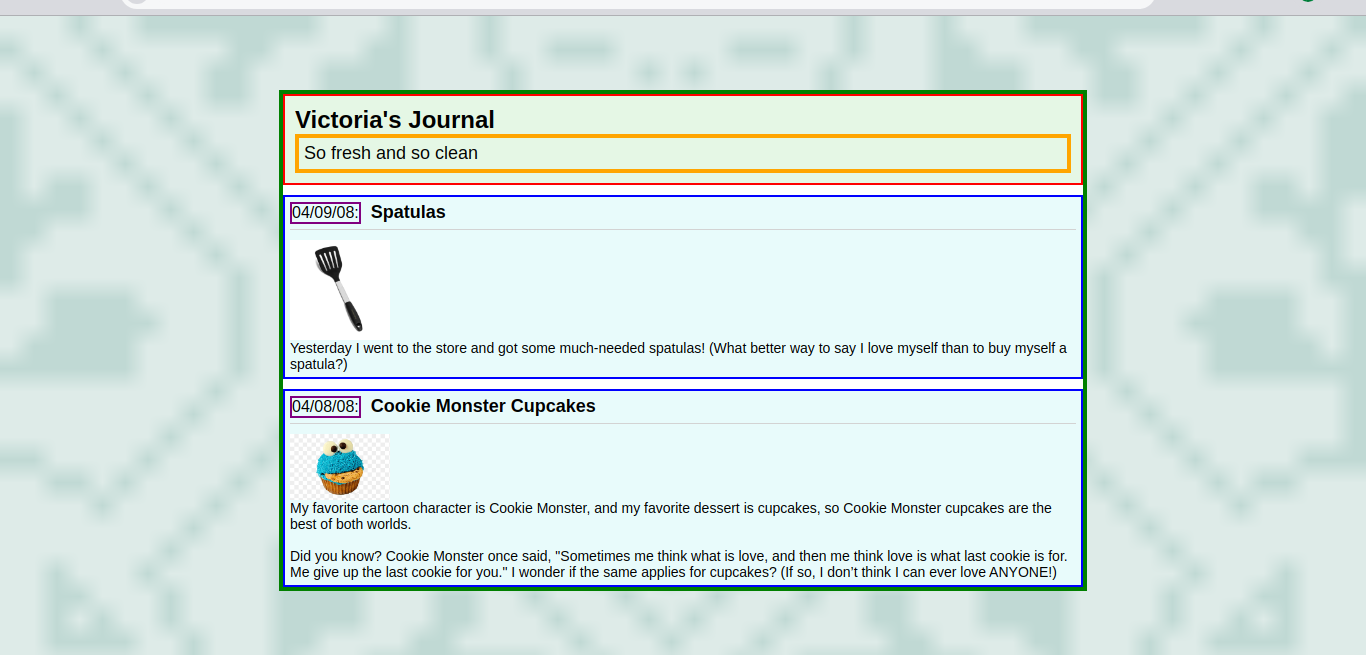 Victoria's Journal
So fresh and so clean
04/09/08: Spatulas
Yesterday I went to the store and got some much-needed spatulas! (What better way to say I love myself than to buy myself a
spatula?)
04/08/08: Cookie Monster Cupcakes
My favorite cartoon character is Cookie Monster, and my favorite dessert is cupcakes, so Cookie Monster cupcakes are the
best of both worlds.
Did you know? Cookie Monster once said, "Sometimes me think what is love, and then me think love is what last cookie is for.
Me give up the last cookie for you." I wonder if the same applies for cupcakes? (If so, I don’t think I can ever love ANYONE!)